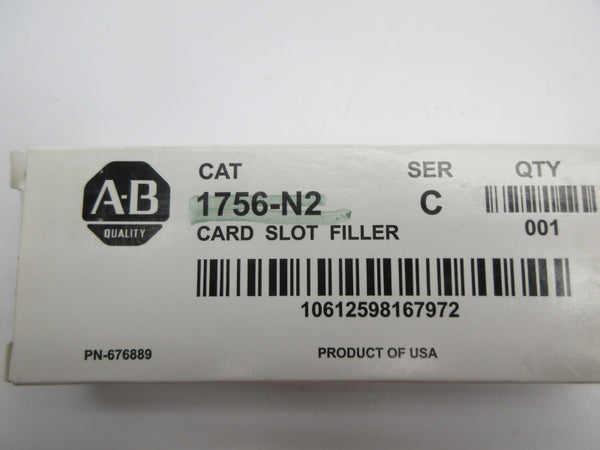 A-B
QUALITY
CAT SER QTY
1756-N2 C
001
CARD SLOT FILLER
10612598167972
PN-676889 PRODUCT OF USA